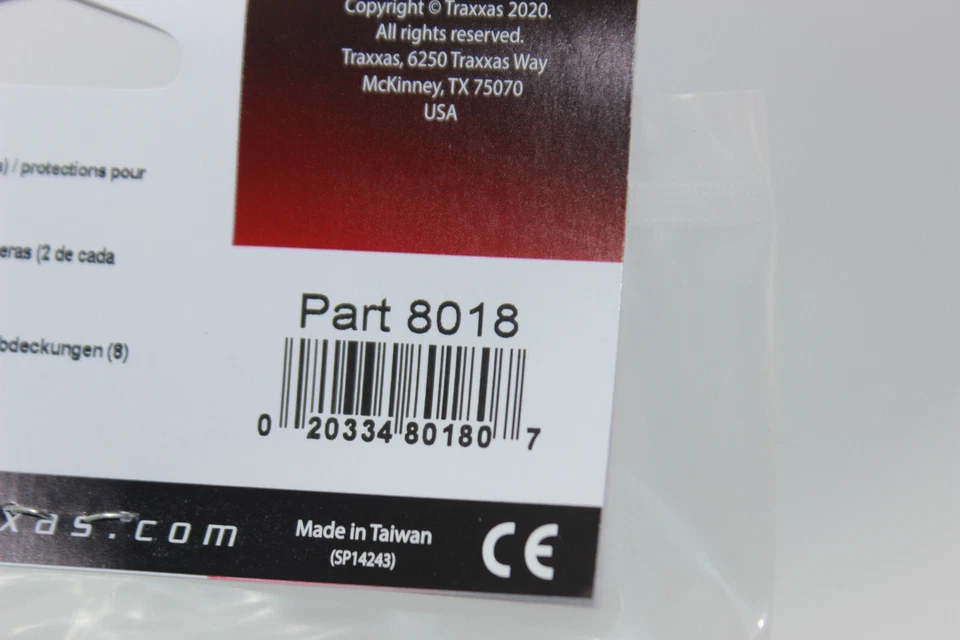 Copyright © Traxxas 2020.
All rights reserved.
Traxxas, 6250 Traxxas Way
McKinney, TX 75070
USA
s) / protections pour
eras (2 de cada
bdeckungen (8)
Part 8018
0 20334 80180 7
xas.com
Made in Taiwan
(SP14243)
CE